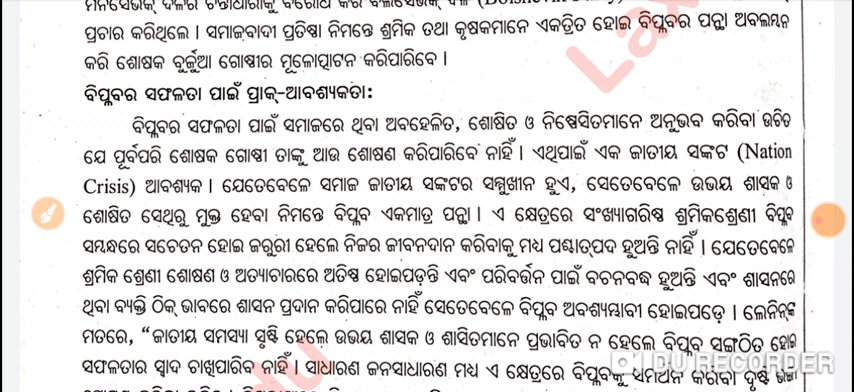 ପ୍ରଚାର କରିଥିଲେ । ସମାଜବାଦୀ ପ୍ରତିଷ୍ଠା ନିମନ୍ତେ ଶ୍ରମିକ ତଥା କୃଷକମାନେ ଏକତ୍ରିତ ହୋଇ ବିପ୍ଳବର ପନ୍ଥା ଅବଲମ୍ବନ
କରି ଶୋଷକ ବୁର୍ଜୁଆ ଗୋଷ୍ଠୀର ମୂଳୋତ୍ପାଟନ କରିପାରିବେ ।
ବିପ୍ଳବର ସଫଳତା ପାଇଁ ପ୍ରାକ୍-ଆବଶ୍ୟକତା :
ବିପ୍ଳବର ସଫଳତା ପାଇଁ ସମାଜରେ ଥିବା ଅବହେଳିତ, ଶୋଷିତ ଓ ନିଷ୍ପେସିତମାନେ ଅନୁଭବ କରିବା ଉଚିତ
ଯେ ପୂର୍ବପରି ଶୋଷକ ଗୋଷ୍ଠୀ ତାଙ୍କୁ ଆଉ ଶୋଷଣ କରିପାରିବେ ନାହିଁ । ଏଥିପାଇଁ ଏକ ଜାତୀୟ ସଙ୍କଟ (Nation
Crisis) ଆବଶ୍ୟକ । ଯେତେବେଳେ ସମାଜ ଜାତୀୟ ସଙ୍କଟର ସମ୍ମୁଖୀନ ହୁଏ, ସେତେବେଳେ ଉଭୟ ଶାସକ ଓ
ଶୋଷିତ ସେଥିରୁ ମୁକ୍ତ ହେବା ନିମନ୍ତେ ବିପ୍ଳବ ଏକମାତ୍ର ପନ୍ଥା । ଏ କ୍ଷେତ୍ରରେ ସଂଖ୍ୟାଗରିଷ୍ଠ ଶ୍ରମିକଶ୍ରେଣୀ ବିପ୍ଳବ
ସମ୍ବନ୍ଧରେ ସଚେତନ ହୋଇ ଜରୁରୀ ହେଲେ ନିଜର ଜୀବନଦାନ କରିବାକୁ ମଧ୍ୟ ପଶ୍ଚାତ୍‌ପଦ ହୁଅନ୍ତି ନାହିଁ । ଯେତେବେଳେ
ଶ୍ରମିକ ଶ୍ରେଣୀ ଶୋଷଣ ଓ ଅତ୍ୟାଚାରରେ ଅତିଷ୍ଠ ହୋଇପଡ଼ନ୍ତି ଏବଂ ପରିବର୍ତ୍ତନ ପାଇଁ ବଚନବଦ୍ଧ ହୁଅନ୍ତି ଏବଂ ଶାସନରେ
ଥିବା ବ୍ୟକ୍ତି ଠିକ୍ ଭାବରେ ଶାସନ ପ୍ରଦାନ କରିପାରେ ନାହିଁ ସେତେବେଳେ ବିପ୍ଳବ ଅବଶ୍ୟମ୍ଭାବୀ ହୋଇପଡ଼େ । ଲେନିନ୍‌ଙ୍କ
ମତରେ, “ଜାତୀୟ ସମସ୍ୟା ସୃଷ୍ଟି ହେଲେ ଉଭୟ ଶାସକ ଓ ଶାସିତମାନେ ପ୍ରଭାବିତ ନ ହେଲେ ବିପ୍ଳବ ସଙ୍ଗଠିତ ହୋଇ
ସଫଳତାର ସ୍ୱାଦ ଚାଖିପାରିବ ନାହିଁ । ସାଧାରଣ ଜନସାଧାରଣ ମଧ୍ୟ ଏ କ୍ଷେତ୍ରରେ ବିପ୍ଳବକୁ
DU RECORDER